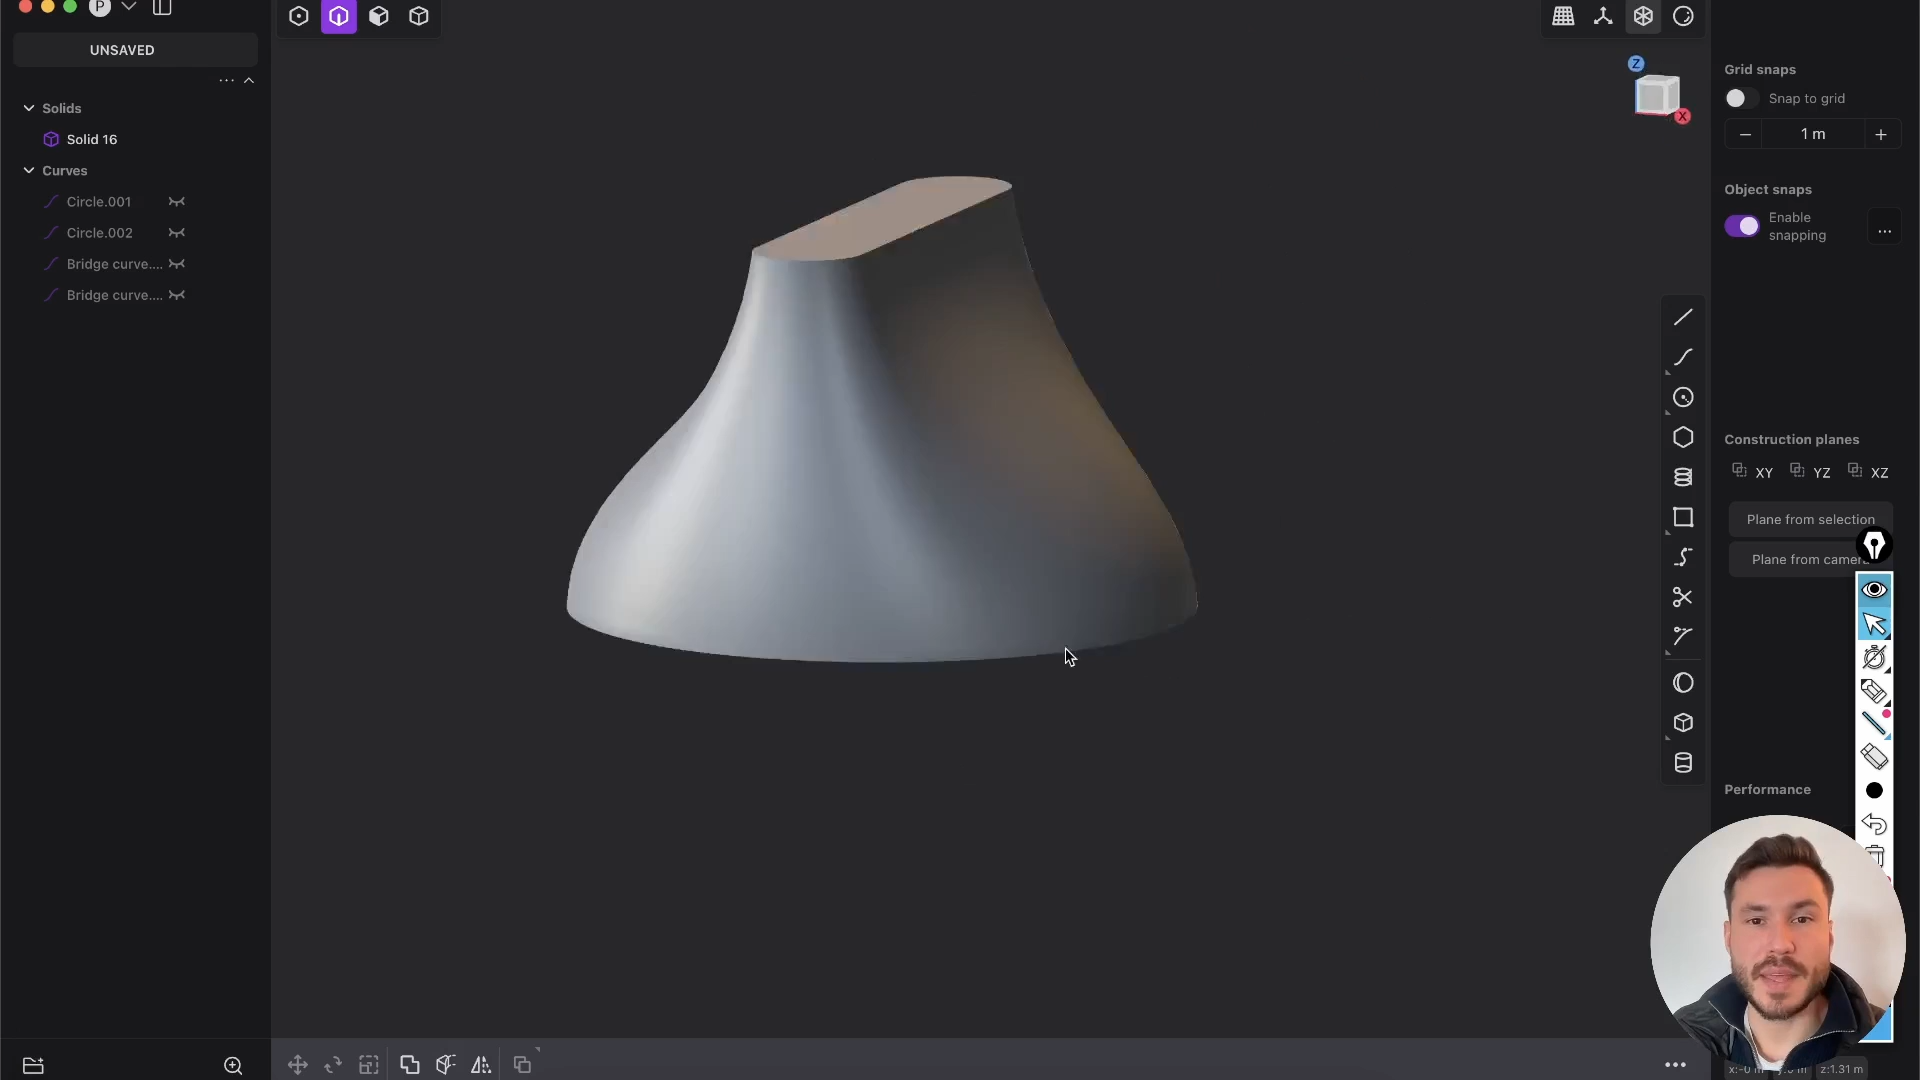 P
UNSAVED
Solids
Solid 16
Curves
Circle.001
Circle.002
Bridge curve....
Bridge curve....
Z
X
Grid snaps
Snap to grid
1 m
Object snaps
Enable
snapping
Construction planes
XY
YZ
XZ
Plane from selection
Plane from camera
Performance
x:-0 m
z:1.31 m